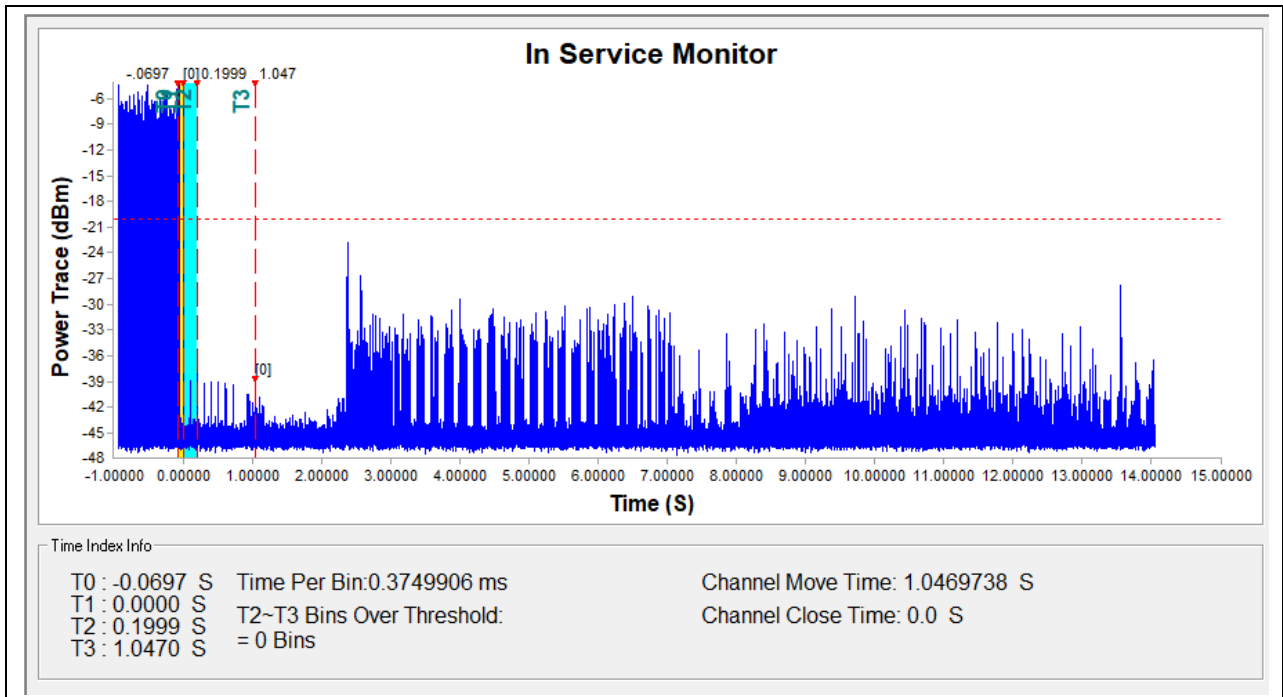 In Service Monitor
-.0697 [0]0.1999 1.047
T0 T1 T2 T3
[0]
Power Trace (dBm)
-6
-9
-12
-15
-18
-21
-24
-27
-30
-33
-36
-39
-42
-45
-48
-1.00000 0.00000 1.00000 2.00000 3.00000 4.00000 5.00000 6.00000 7.00000 8.00000 9.00000 10.00000 11.00000 12.00000 13.00000 14.00000 15.00000
Time (S)
Time Index Info
T0 : -0.0697 S
T1 : 0.0000 S
T2 : 0.1999 S
T3 : 1.0470 S
Time Per Bin:0.3749906 ms
T2~T3 Bins Over Threshold:
= 0 Bins
Channel Move Time: 1.0469738 S
Channel Close Time: 0.0 S